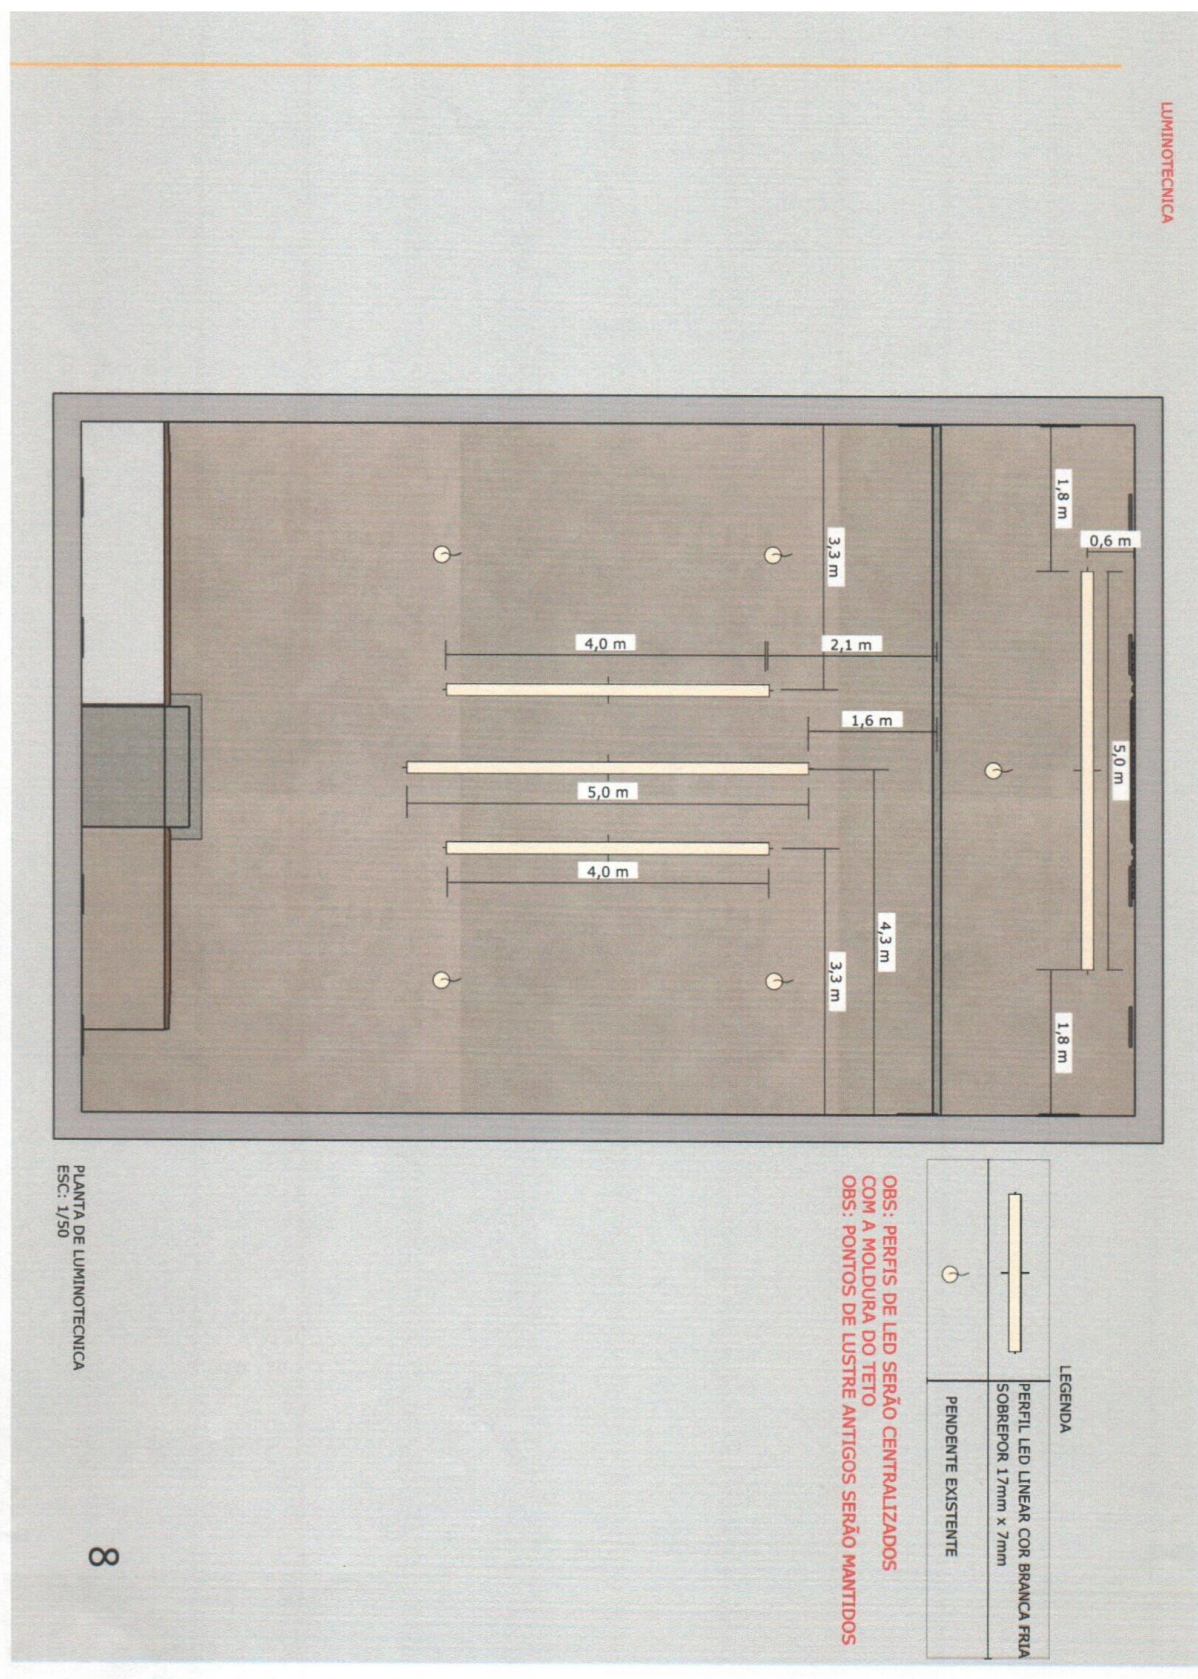 LUMINOTECNICA
1,8 m
0,6 m
5,0 m
1,8 m
3,3 m
2,1 m
4,0 m
1,6 m
5,0 m
4,0 m
4,3 m
3,3 m
LEGENDA
PERFIL LED LINEAR COR BRANCA FRIA
SOBREPOR 17mm x 7mm
PENDENTE EXISTENTE
OBS: PERFIS DE LED SERÃO CENTRALIZADOS
COM A MOLDURA DO TETO
OBS: PONTOS DE LUSTRE ANTIGOS SERÃO MANTIDOS
PLANTA DE LUMINOTECNICA
ESC: 1/50
8